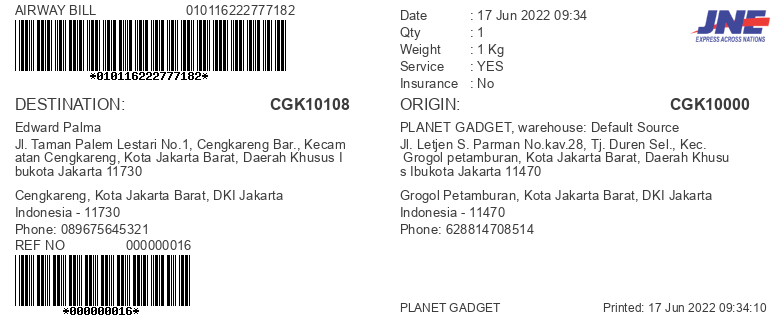 AIRWAY BILL 010116222777182
*010116222777182*
DESTINATION: CGK10108
Edward Palma
Jl. Taman Palem Lestari No.1, Cengkareng Bar., Kecam
atan Cengkareng, Kota Jakarta Barat, Daerah Khusus I
bukota Jakarta 11730
Cengkareng, Kota Jakarta Barat, DKI Jakarta
Indonesia - 11730
Phone: 089675645321
REF NO 000000016
*000000016*
Date : 17 Jun 2022 09:34
Qty : 1
Weight : 1 Kg
Service : YES
Insurance : No
JNE
EXPRESS ACROSS NATIONS
ORIGIN: CGK10000
PLANET GADGET, warehouse: Default Source
Jl. Letjen S. Parman No.kav.28, Tj. Duren Sel., Kec.
Grogol petamburan, Kota Jakarta Barat, Daerah Khusu
s Ibukota Jakarta 11470
Grogol Petamburan, Kota Jakarta Barat, DKI Jakarta
Indonesia - 11470
Phone: 628814708514
PLANET GADGET Printed: 17 Jun 2022 09:34:10